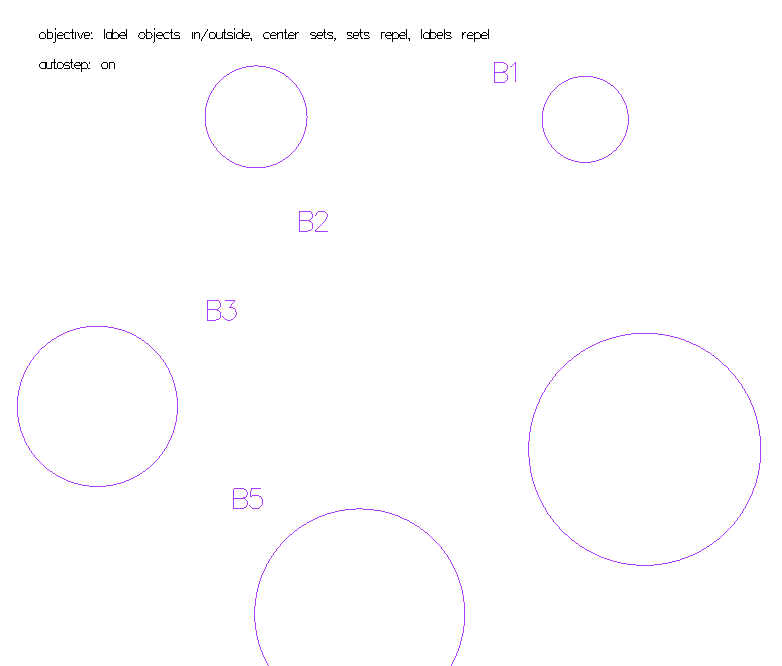 objective: label objects in/outside, center sets, sets repel, labels repel
autostep: on
B1
B2
B3
B5